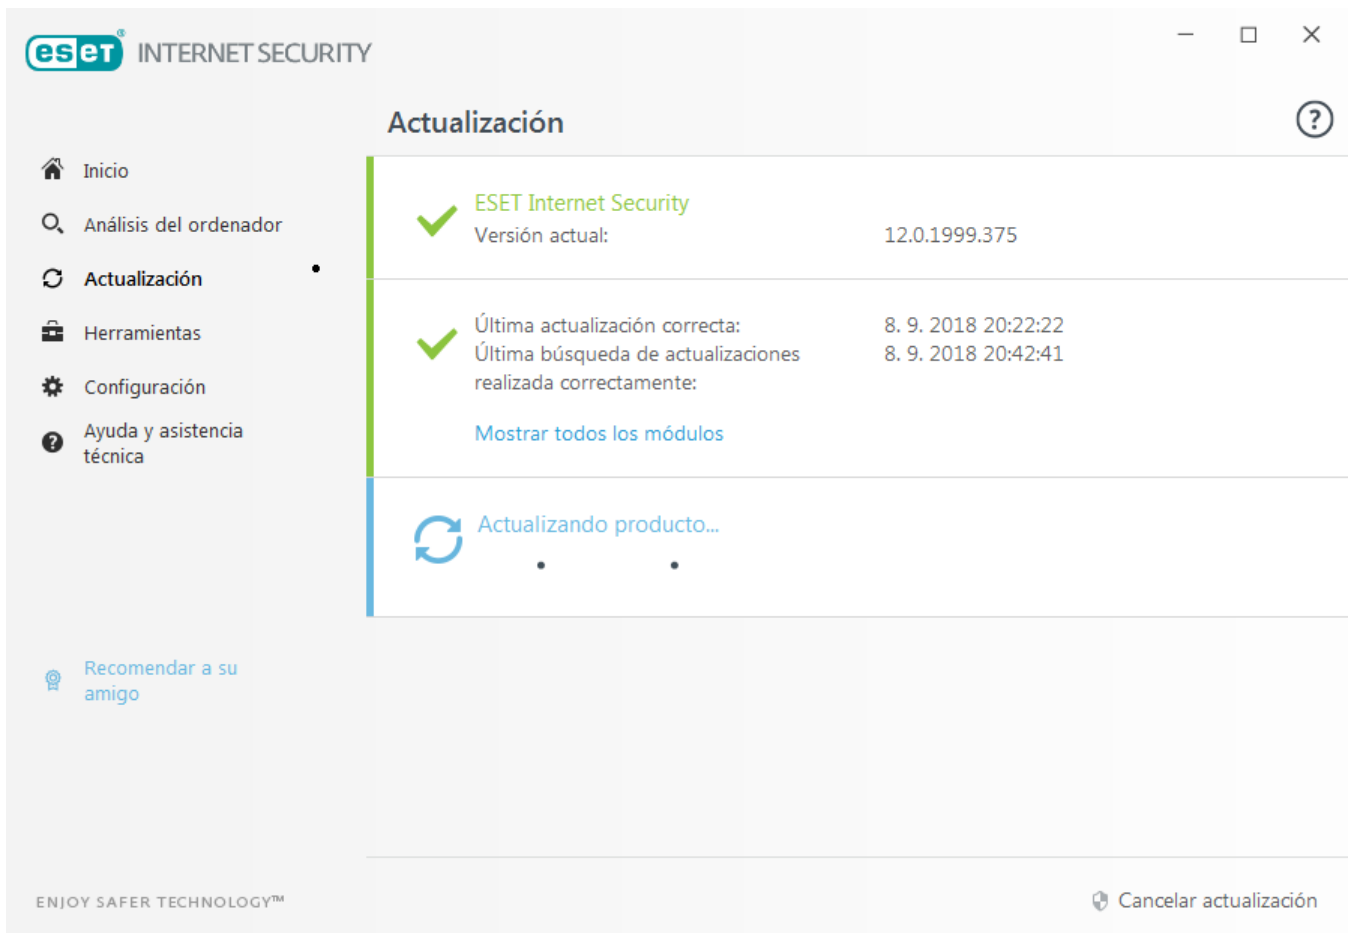 eset® INTERNET SECURITY
Actualización
Inicio
Análisis del ordenador
Actualización
Herramientas
Configuración
Ayuda y asistencia
técnica
Recomendar a su
amigo
ESET Internet Security
Versión actual: 12.0.1999.375
Última actualización correcta: 8. 9. 2018 20:22:22
Última búsqueda de actualizaciones 8. 9. 2018 20:42:41
realizada correctamente:
Mostrar todos los módulos
Actualizando producto...
ENJOY SAFER TECHNOLOGY™
Cancelar actualización